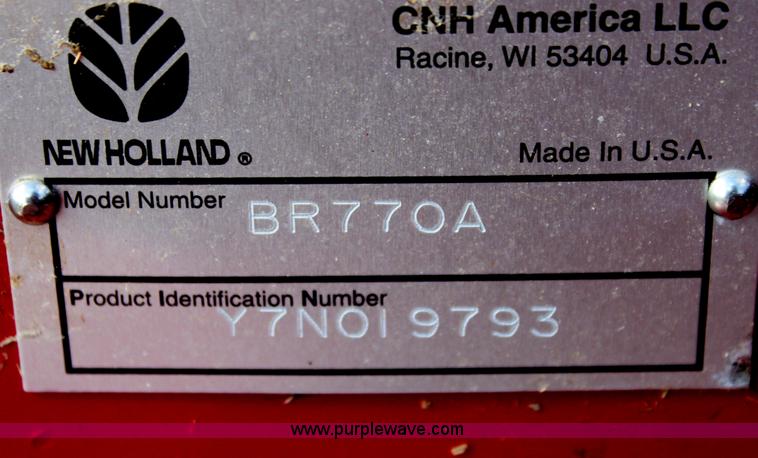 CNH America LLC
Racine, WI 53404 U.S.A.
NEW HOLLAND ®
Made In U.S.A.
Model Number BR770A
Product Identification Number
Y7N019793
www.purplewave.com